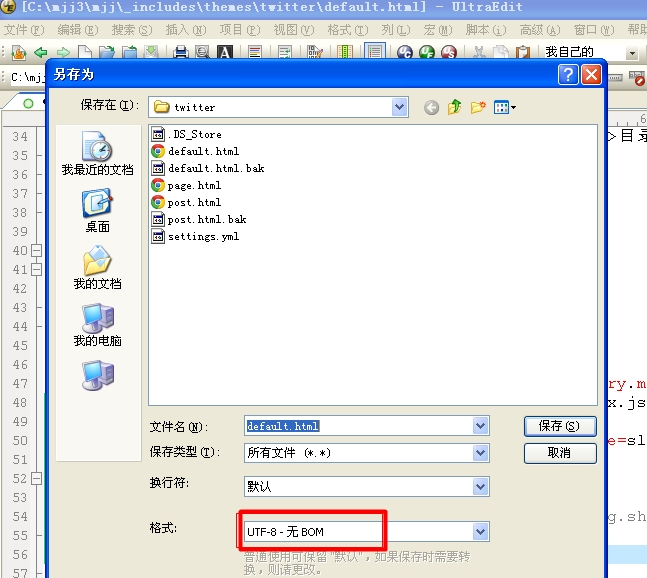 [C:\mjj3\mjj\_includes\themes\twitter\default.html] - UltraEdit
文件(F) 编辑(E) 搜索(S) 插入(N) 项目(P) 视图(V) 格式(T) 列(L) 宏(M) 脚本(i) 高级(A) 窗口(W) 帮助
我自己的
C:\mj
另存为
保存在(I): twitter
.DS_Store
default.html
default.html.bak
page.html
post.html
post.html.bak
settings.yml
我最近的文档
桌面
我的文档
我的电脑
文件名(N): default.html 保存(S)
保存类型(T): 所有文件 (*.*) 取消
换行符: 默认
格式: UTF-8 - 无 BOM
普通使用可保留"默认"，如果保存时需要转
换，则请更改。
34 >目录
35
36
37
38
39
40
41
42
43
44
45
46
47 ry.m
48 x.js
49
50 e=sl
51
52
53
54 g.sh
55
56
57